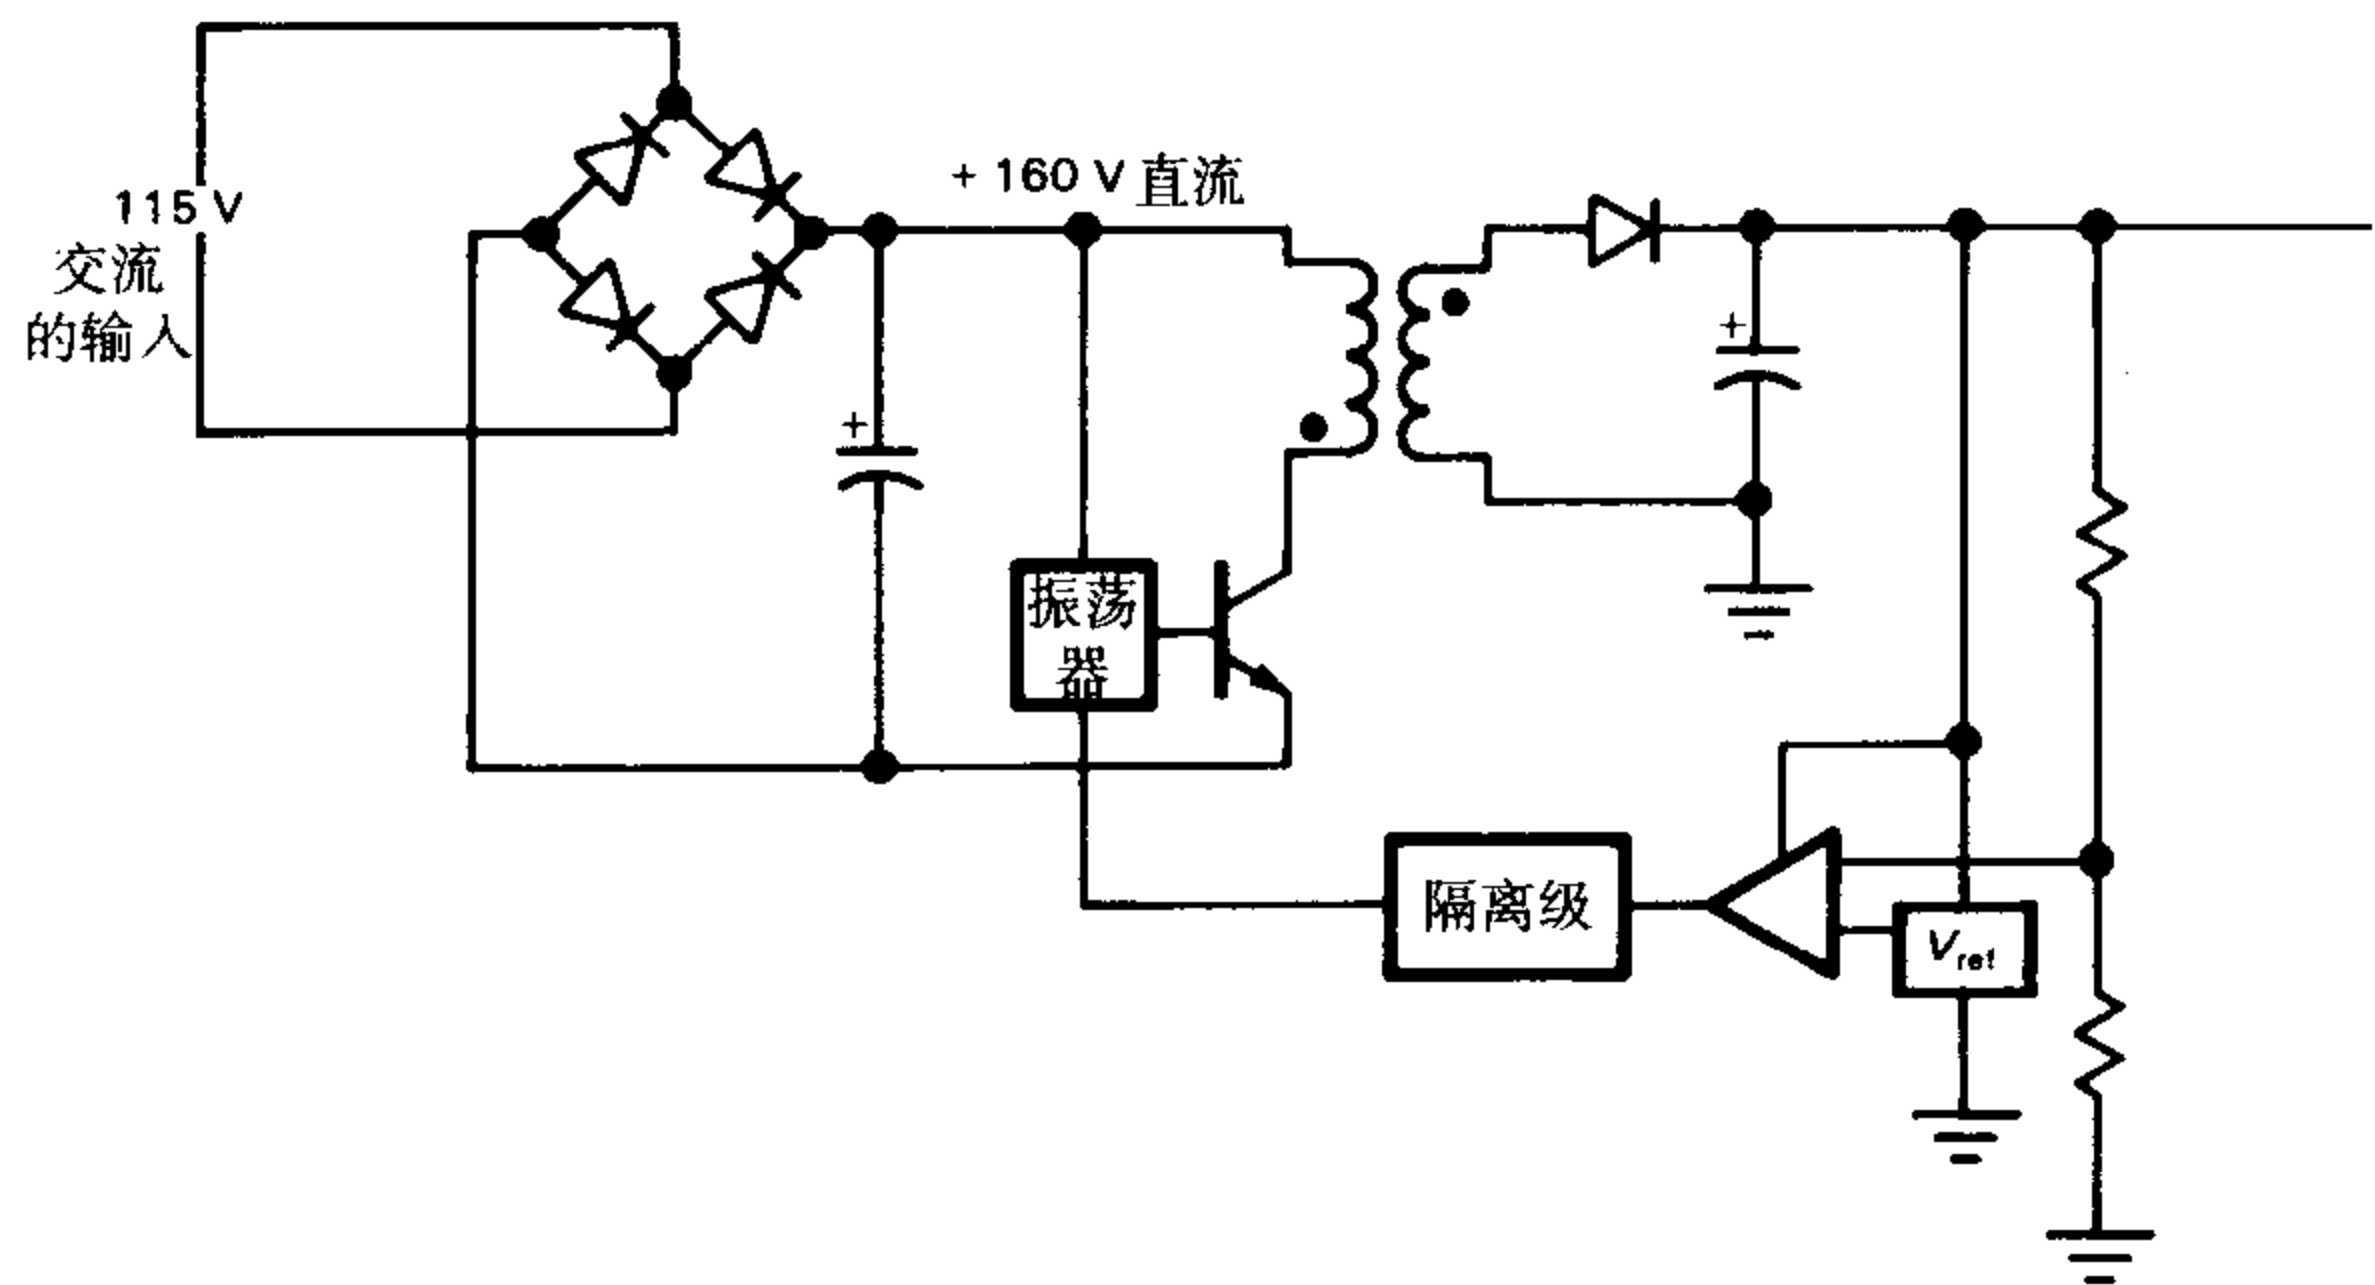 115 V
交流
的输入
+ 160 V 直流
+
+
振荡
器
隔离级
Vref